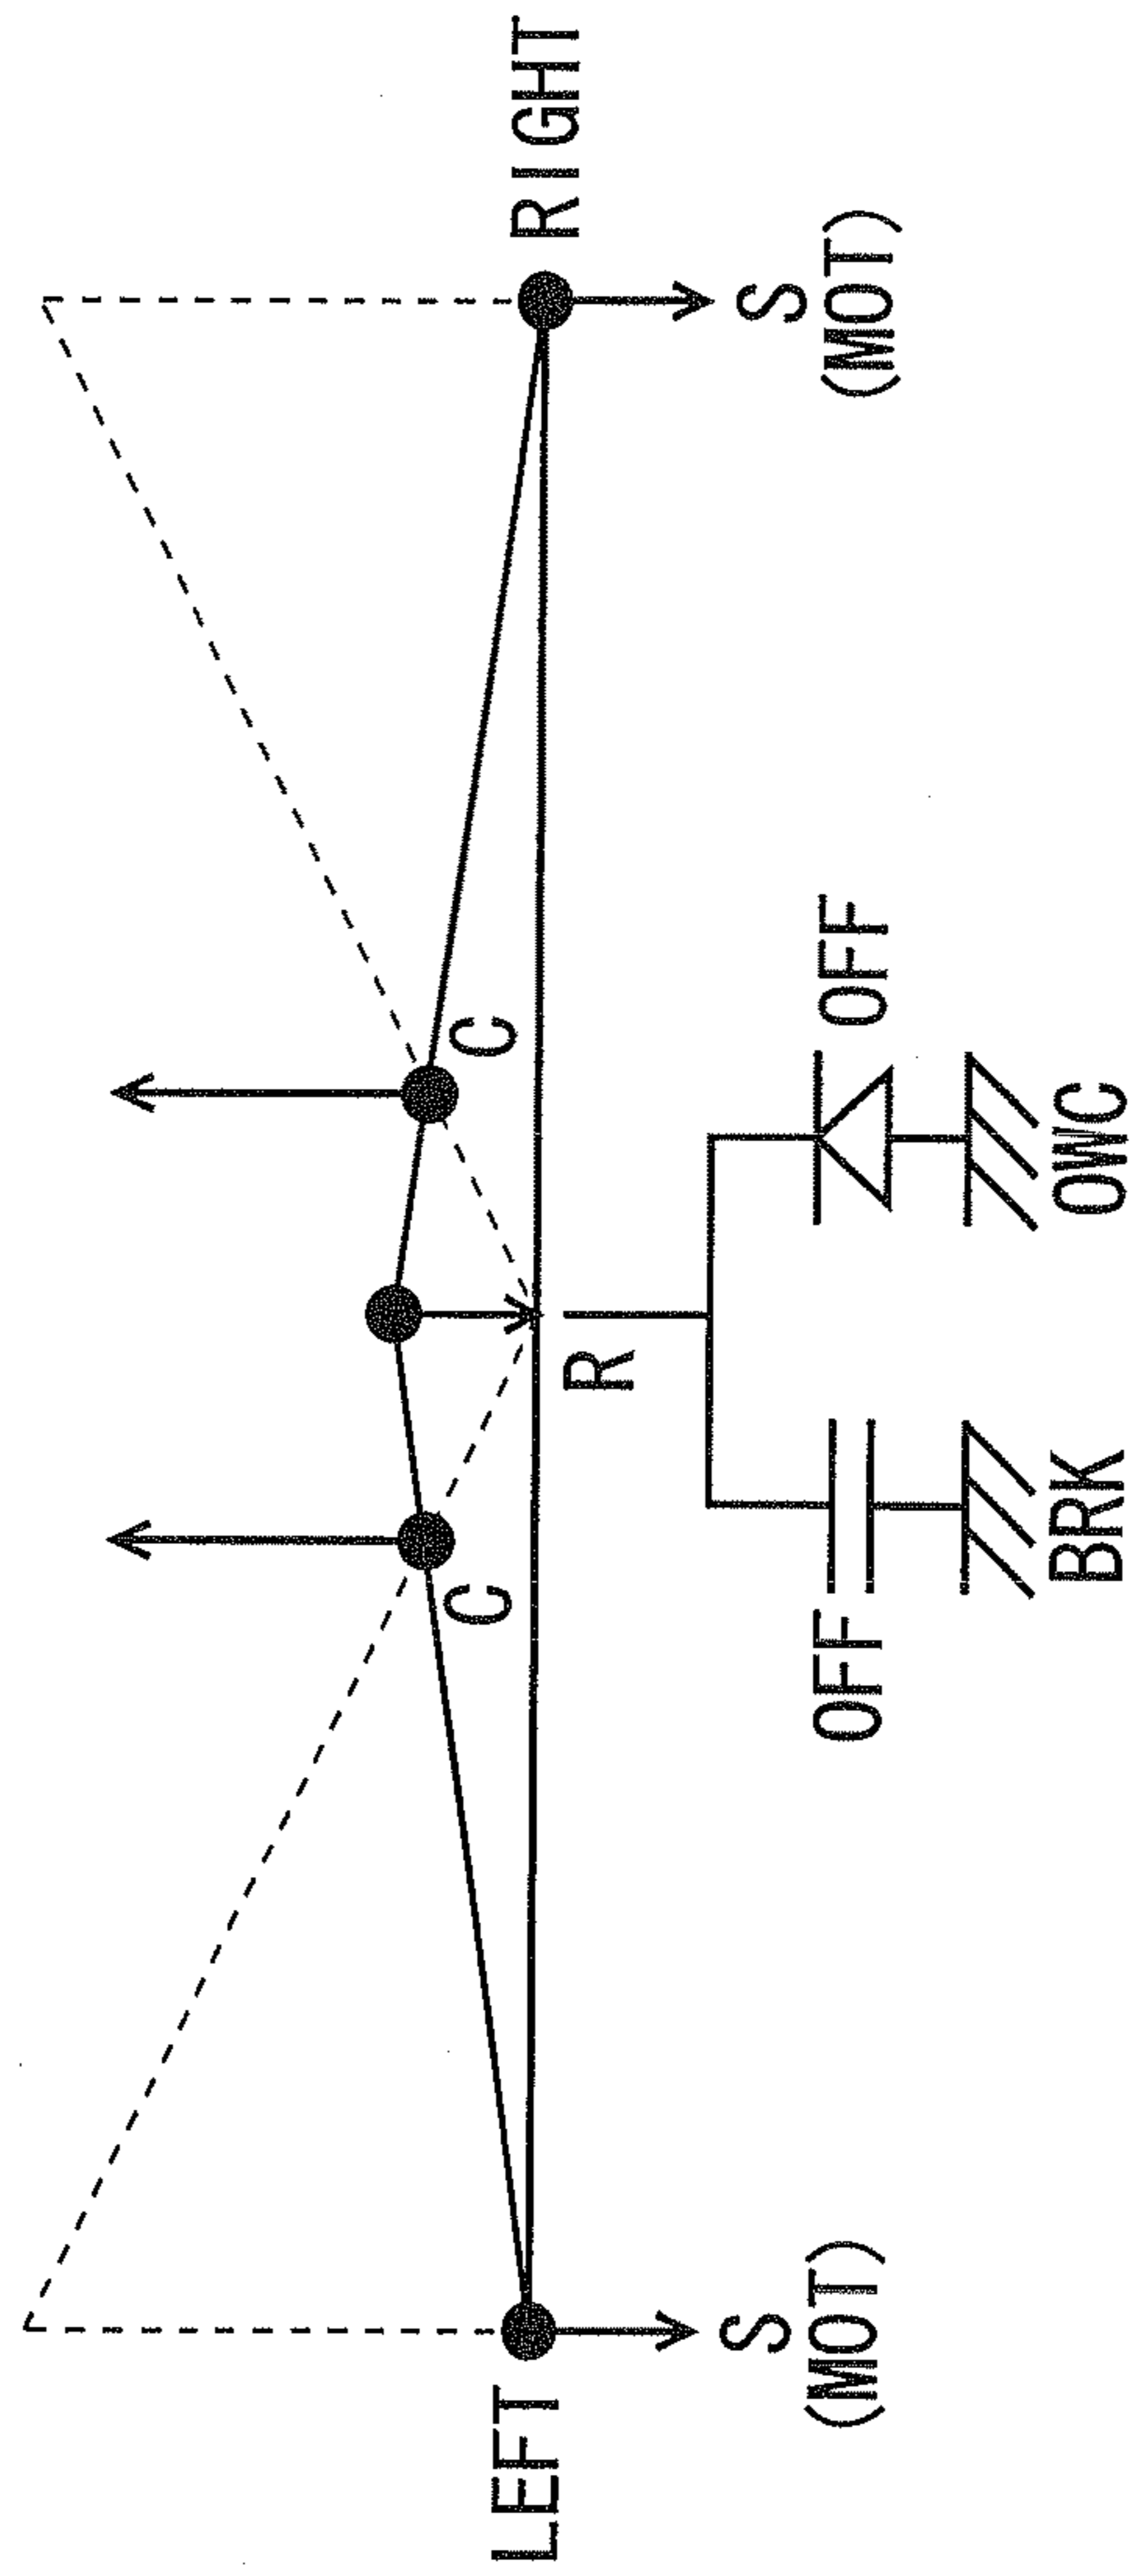 LEFT
RIGHT
C
C
R
S
(MOT)
S
(MOT)
OFF
OFF
BRK
OWC